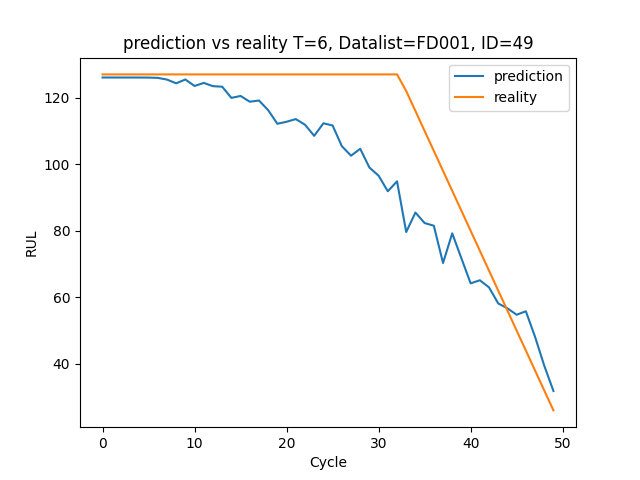 prediction vs reality T=6, Datalist=FD001, ID=49
prediction
reality
RUL
120
100
80
60
40
0 10 20 30 40 50
Cycle